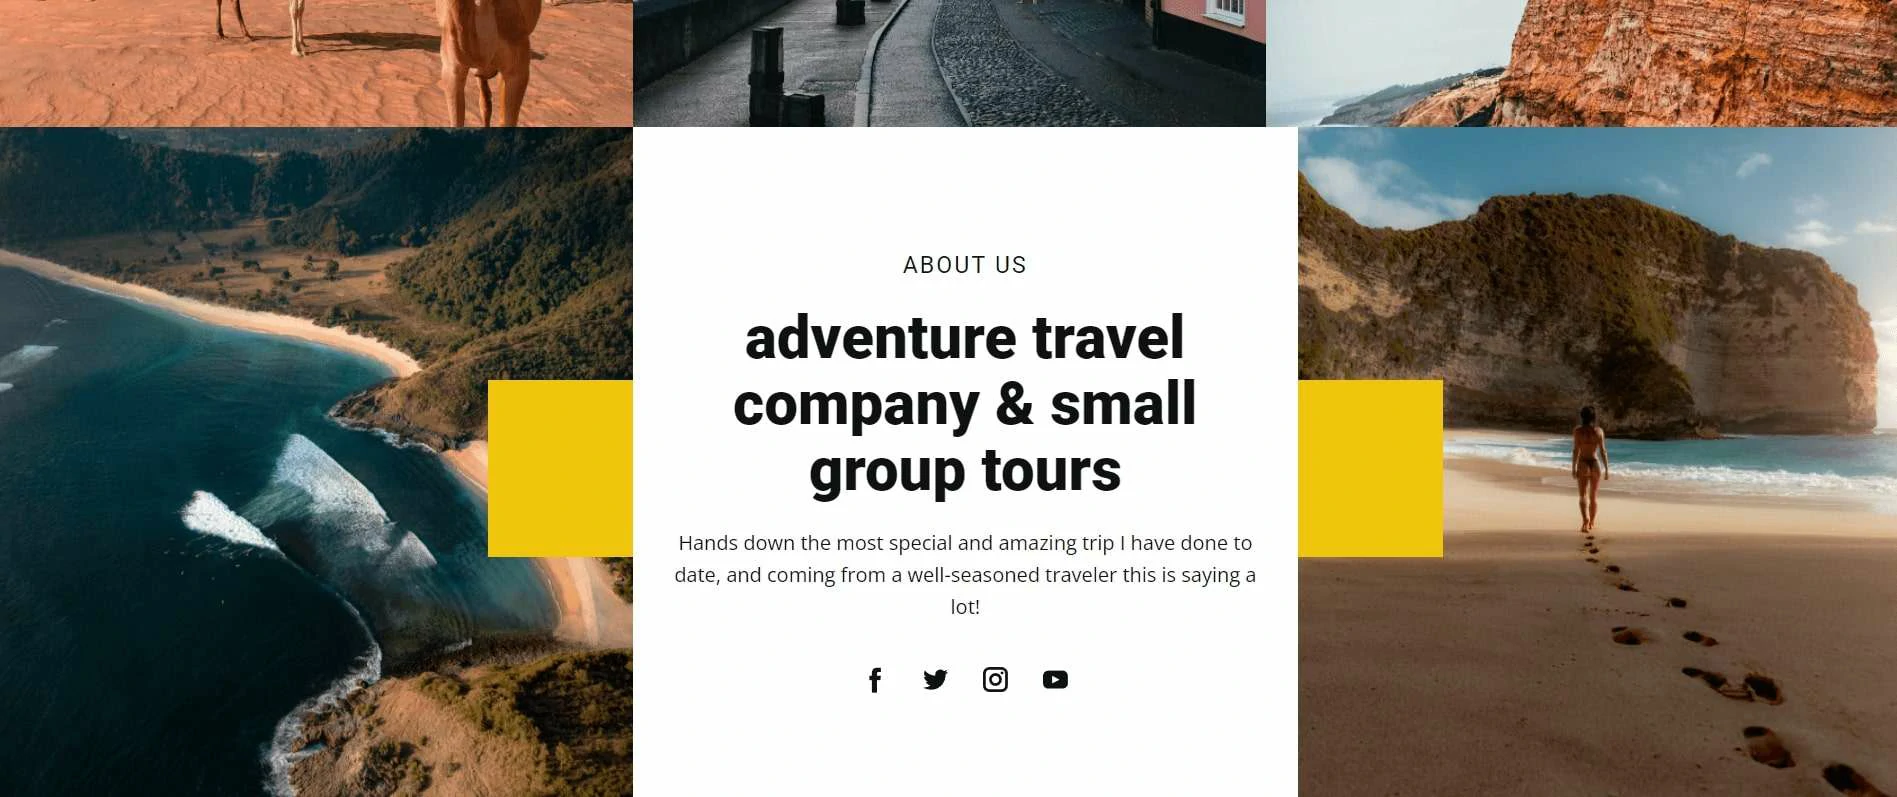 ABOUT US
adventure travel
company & small
group tours
Hands down the most special and amazing trip I have done to
date, and coming from a well-seasoned traveler this is saying a
lot!